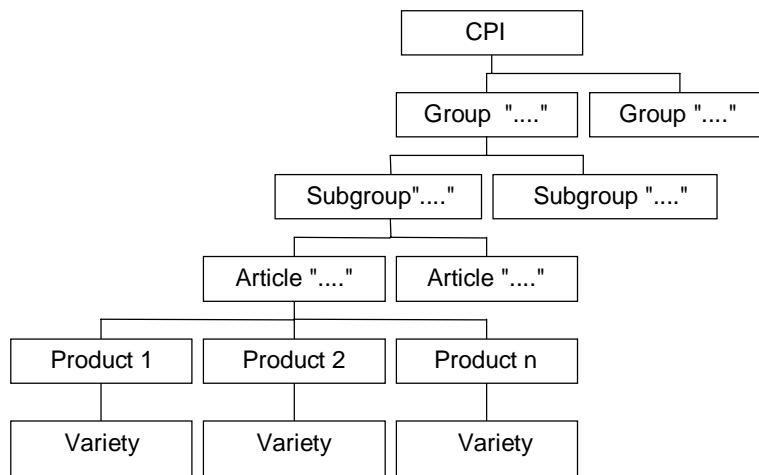 CPI
Group "...."
Group "...."
Subgroup"...."
Subgroup "...."
Article "...."
Article "...."
Product 1
Product 2
Product n
Variety
Variety
Variety